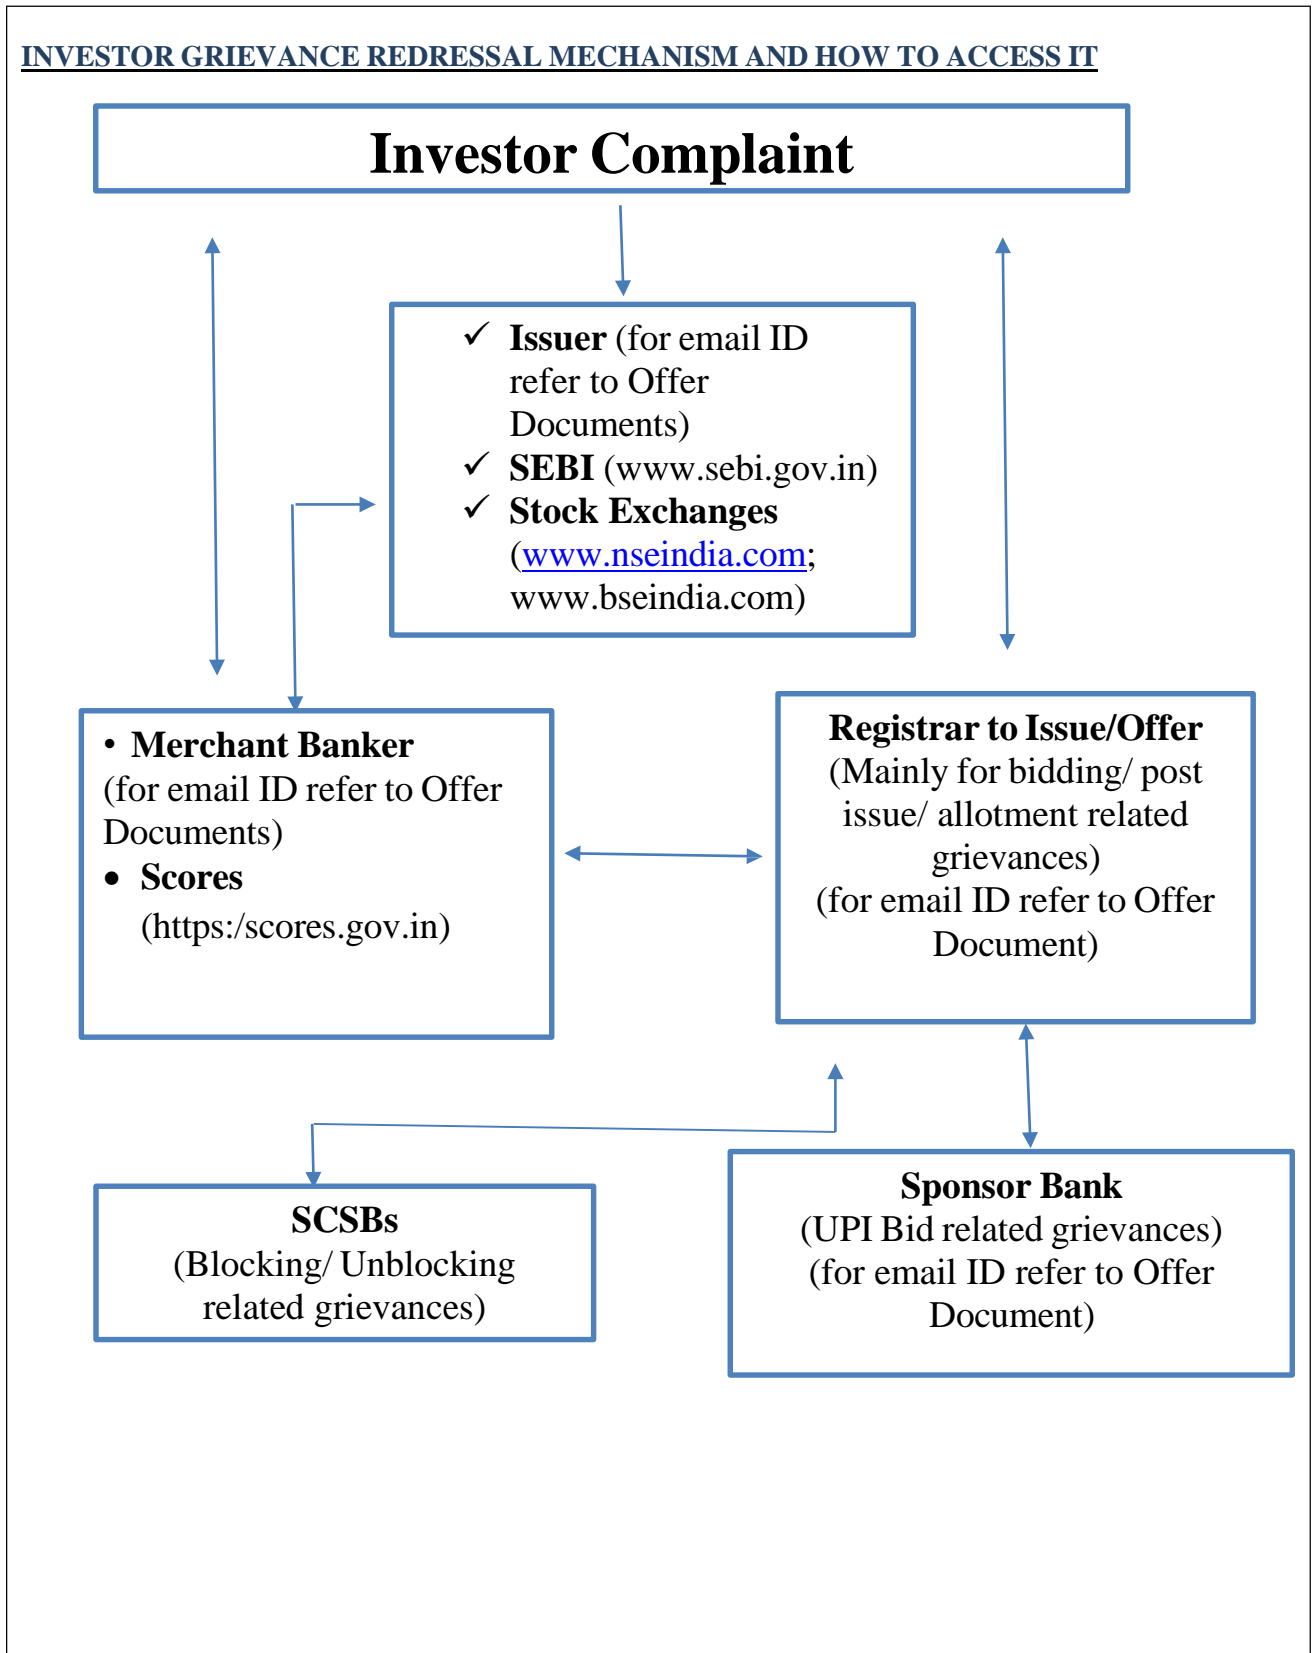 INVESTOR GRIEVANCE REDRESSAL MECHANISM AND HOW TO ACCESS IT
Investor Complaint
✓ Issuer (for email ID
refer to Offer
Documents)
✓ SEBI (www.sebi.gov.in)
✓ Stock Exchanges
(www.nseindia.com;
www.bseindia.com)
• Merchant Banker
(for email ID refer to Offer
Documents)
• Scores
(https:/scores.gov.in)
Registrar to Issue/Offer
(Mainly for bidding/ post
issue/ allotment related
grievances)
(for email ID refer to Offer
Document)
SCSBs
(Blocking/ Unblocking
related grievances)
Sponsor Bank
(UPI Bid related grievances)
(for email ID refer to Offer
Document)